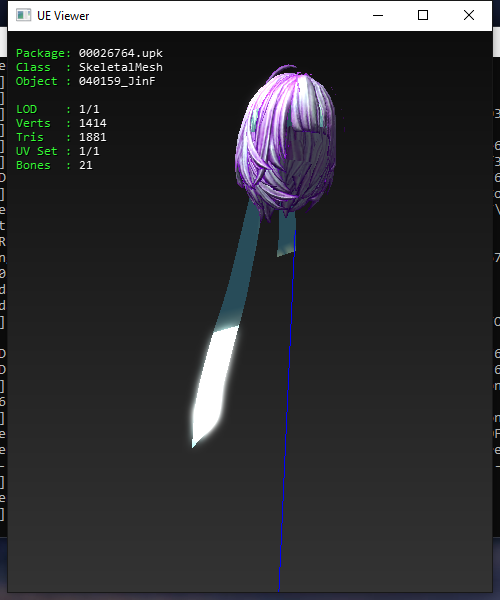 UE Viewer
Package: 00026764.upk
Class  : SkeletalMesh
Object : 040159_JinF
LOD    : 1/1
Verts  : 1414
Tris   : 1881
UV Set : 1/1
Bones  : 21